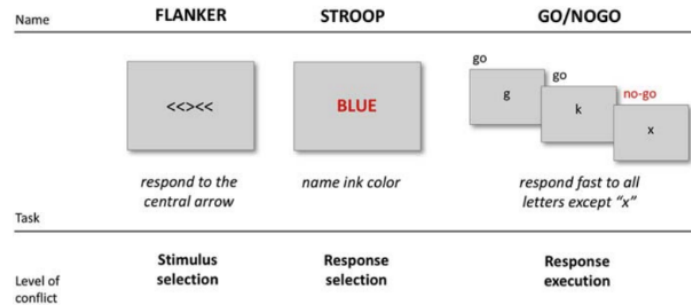 Name FLANKER STROOP GO/NOGO
go
go
no-go
<<><< BLUE g k x
respond to the central arrow
name ink color
respond fast to all letters except “x”
Task
Level of conflict
Stimulus selection
Response selection
Response execution